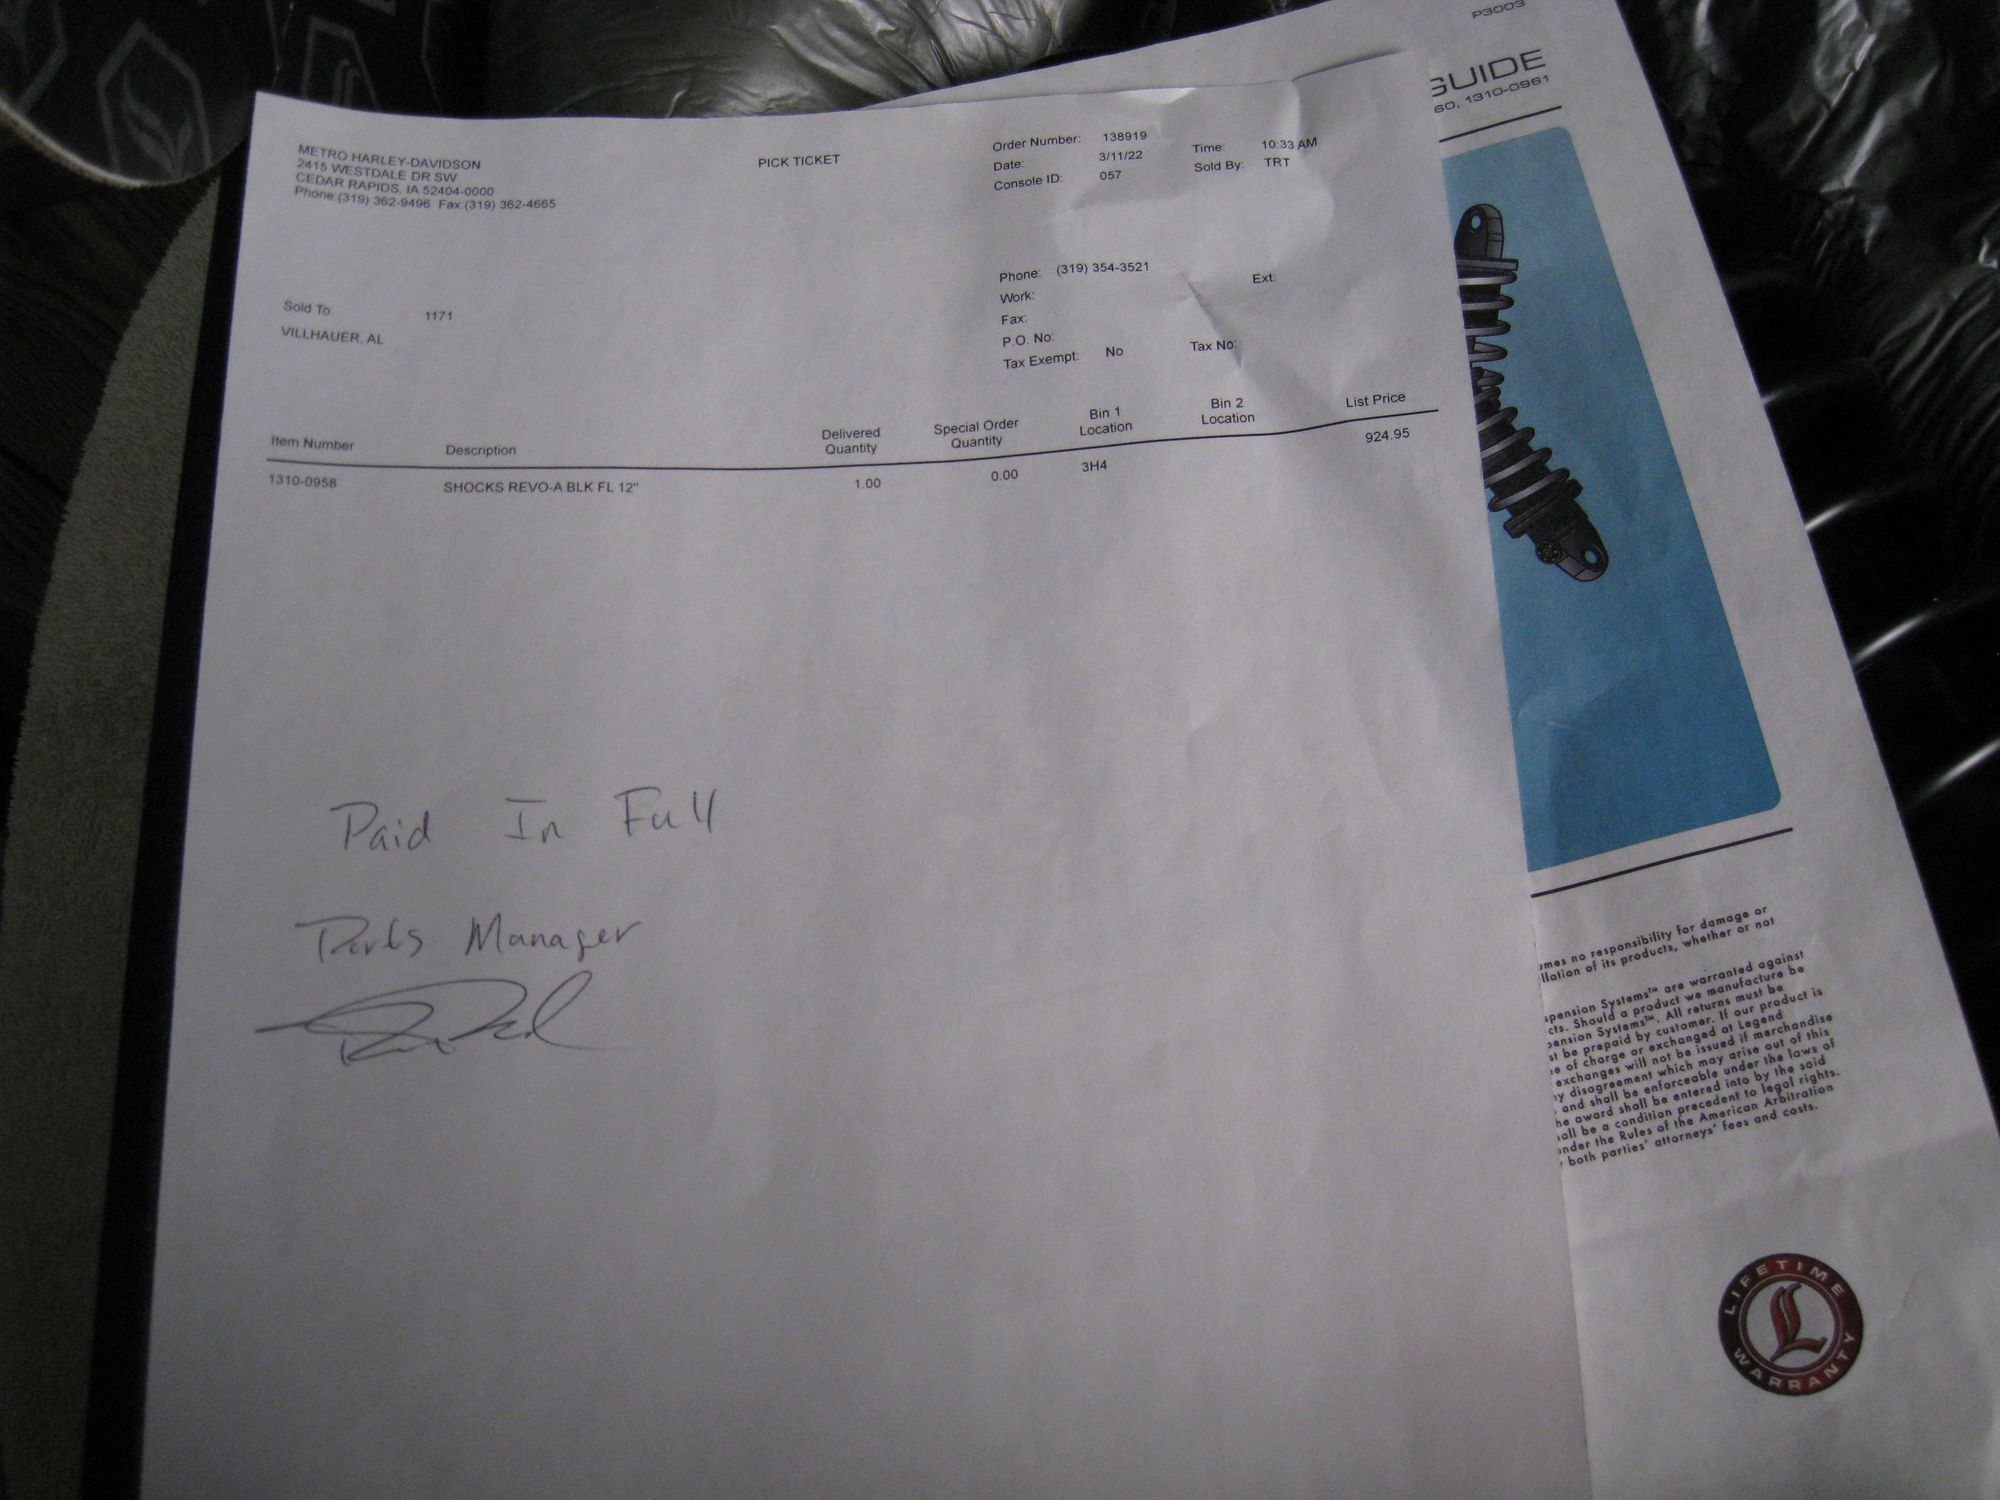 METRO HARLEY-DAVIDSON
2415 WESTDALE DR SW
CEDAR RAPIDS, IA 52404-0000
Phone:(319) 362-9496 Fax:(319) 362-4665
PICK TICKET
Order Number: 138919 Time: 10:33 AM
Date: 3/11/22 Sold By: TRT
Console ID: 057
Sold To: 1171
VILLHAUER, AL
Phone: (319) 354-3521 Ext:
Work:
Fax:
P.O. No:
Tax Exempt: No Tax No:
Item Number Description Delivered Quantity Special Order Quantity Bin 1 Location Bin 2 Location List Price
1310-0958 SHOCKS REVO-A BLK FL 12" 1.00 0.00 3H4 924.95
Paid In Full
Parts Manager
P3003
GUIDE
60, 1310-0961
umes no responsibility for damage or
llation of its products, whether or not
spension Systems™ are warranted against
cts. Should a product we manufacture be
pension Systems™. All returns must be
st be prepaid by customer. If our product is
e of charge or exchanged at Legend
exchanges will not be issued if merchandise
y disagreement which may arise out of this
and shall be enforceable under the laws of
he award shall be entered into by the said
all be a condition precedent to legal rights.
nder the Rules of the American Arbitration
both parties' attorneys' fees and costs.
LIFETIME
L
WARRANTY